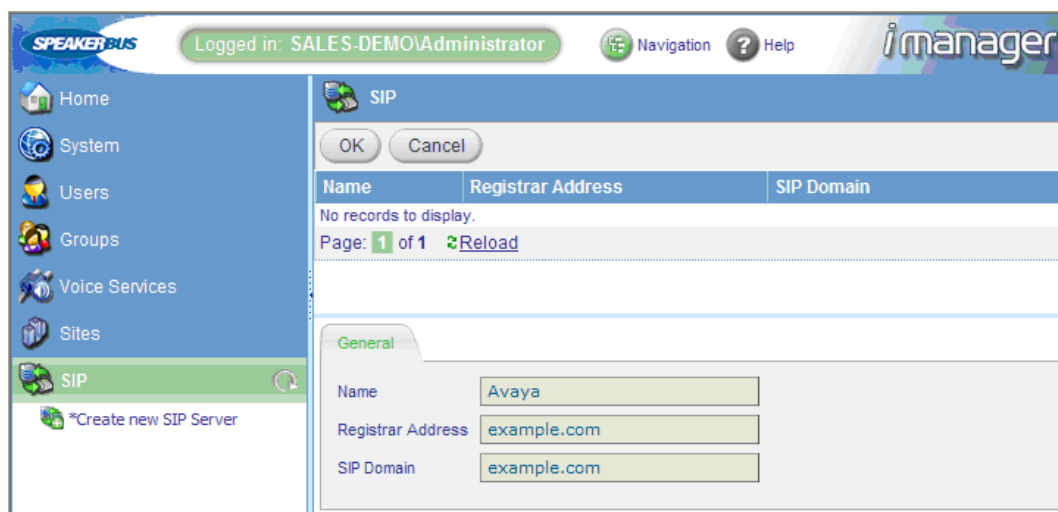 SPEAKERBUS Logged in: SALES-DEMO\Administrator Navigation ? Help imanager
Home
System
Users
Groups
Voice Services
Sites
SIP
*Create new SIP Server
SIP
OK Cancel
Name Registrar Address SIP Domain
No records to display.
Page: 1 of 1 Reload
General
Name Avaya
Registrar Address example.com
SIP Domain example.com